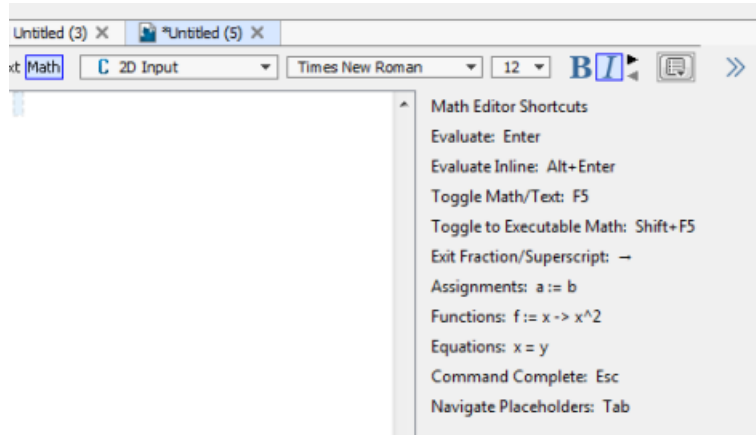 Untitled (3) *Untitled (5)
xt Math C 2D Input Times New Roman 12 B I
Math Editor Shortcuts
Evaluate: Enter
Evaluate Inline: Alt+Enter
Toggle Math/Text: F5
Toggle to Executable Math: Shift+F5
Exit Fraction/Superscript: →
Assignments: a := b
Functions: f := x -> x^2
Equations: x = y
Command Complete: Esc
Navigate Placeholders: Tab